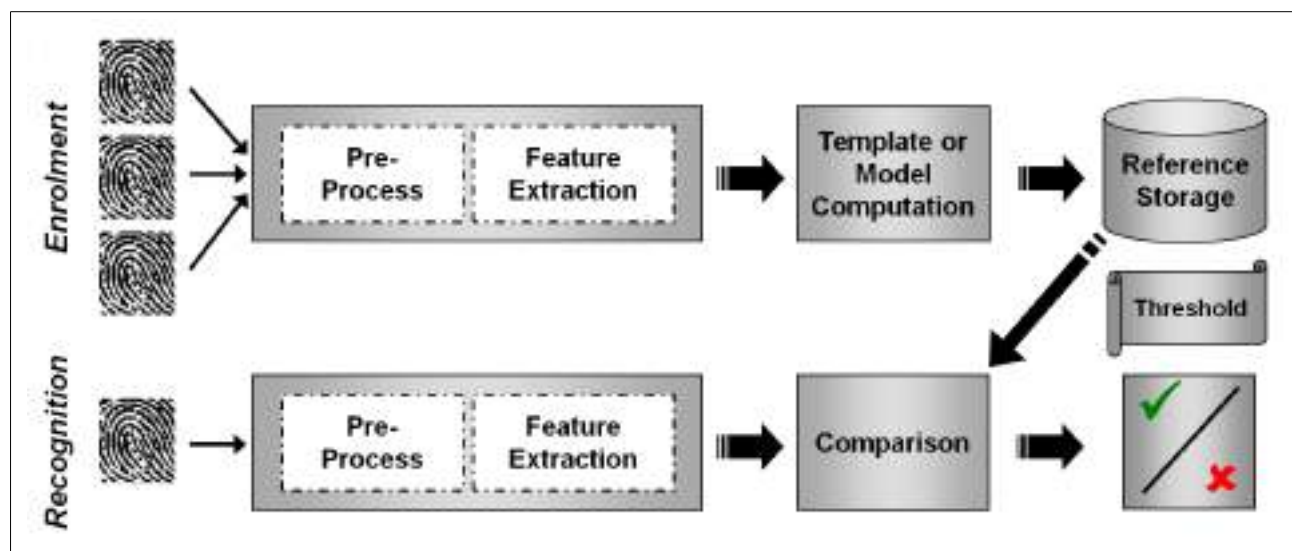 Enrolment
Pre-
Process
Feature
Extraction
Template or
Model
Computation
Reference
Storage
Threshold
Recognition
Pre-
Process
Feature
Extraction
Comparison